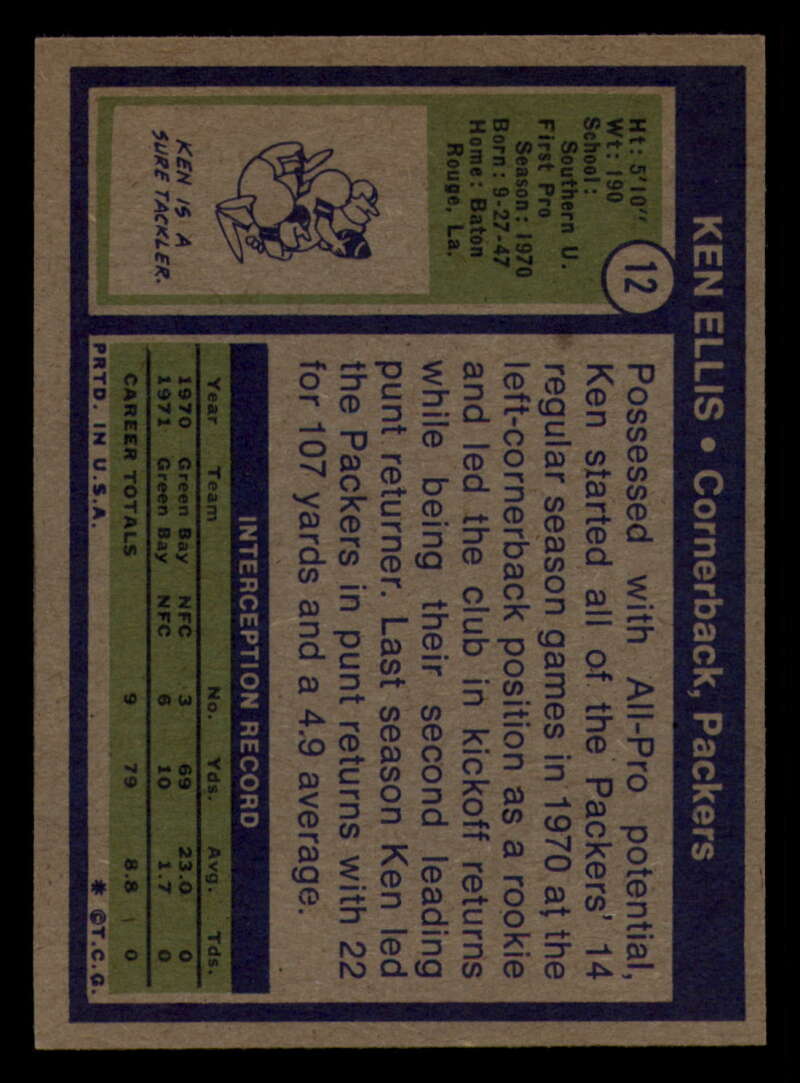 KEN ELLIS • Cornerback, Packers
12
Ht: 5'10"
Wt: 190
School:
Southern U.
First Pro
Season: 1970
Born: 9-27-47
Home: Baton
Rouge, La.
KEN IS A
SURE TACKLER.
Possessed with All-Pro potential,
Ken started all of the Packers' 14
regular season games in 1970 at the
left-cornerback position as a rookie
and led the club in kickoff returns
while being their second leading
punt returner. Last season Ken led
the Packers in punt returns with 22
for 107 yards and a 4.9 average.
INTERCEPTION RECORD
Year Team No. Yds. Avg. Tds.
1970 Green Bay NFC 3 69 23.0 0
1971 Green Bay NFC 6 10 1.7 0
CAREER TOTALS 9 79 8.8 0
PRTD. IN U.S.A. * ©T.C.G.